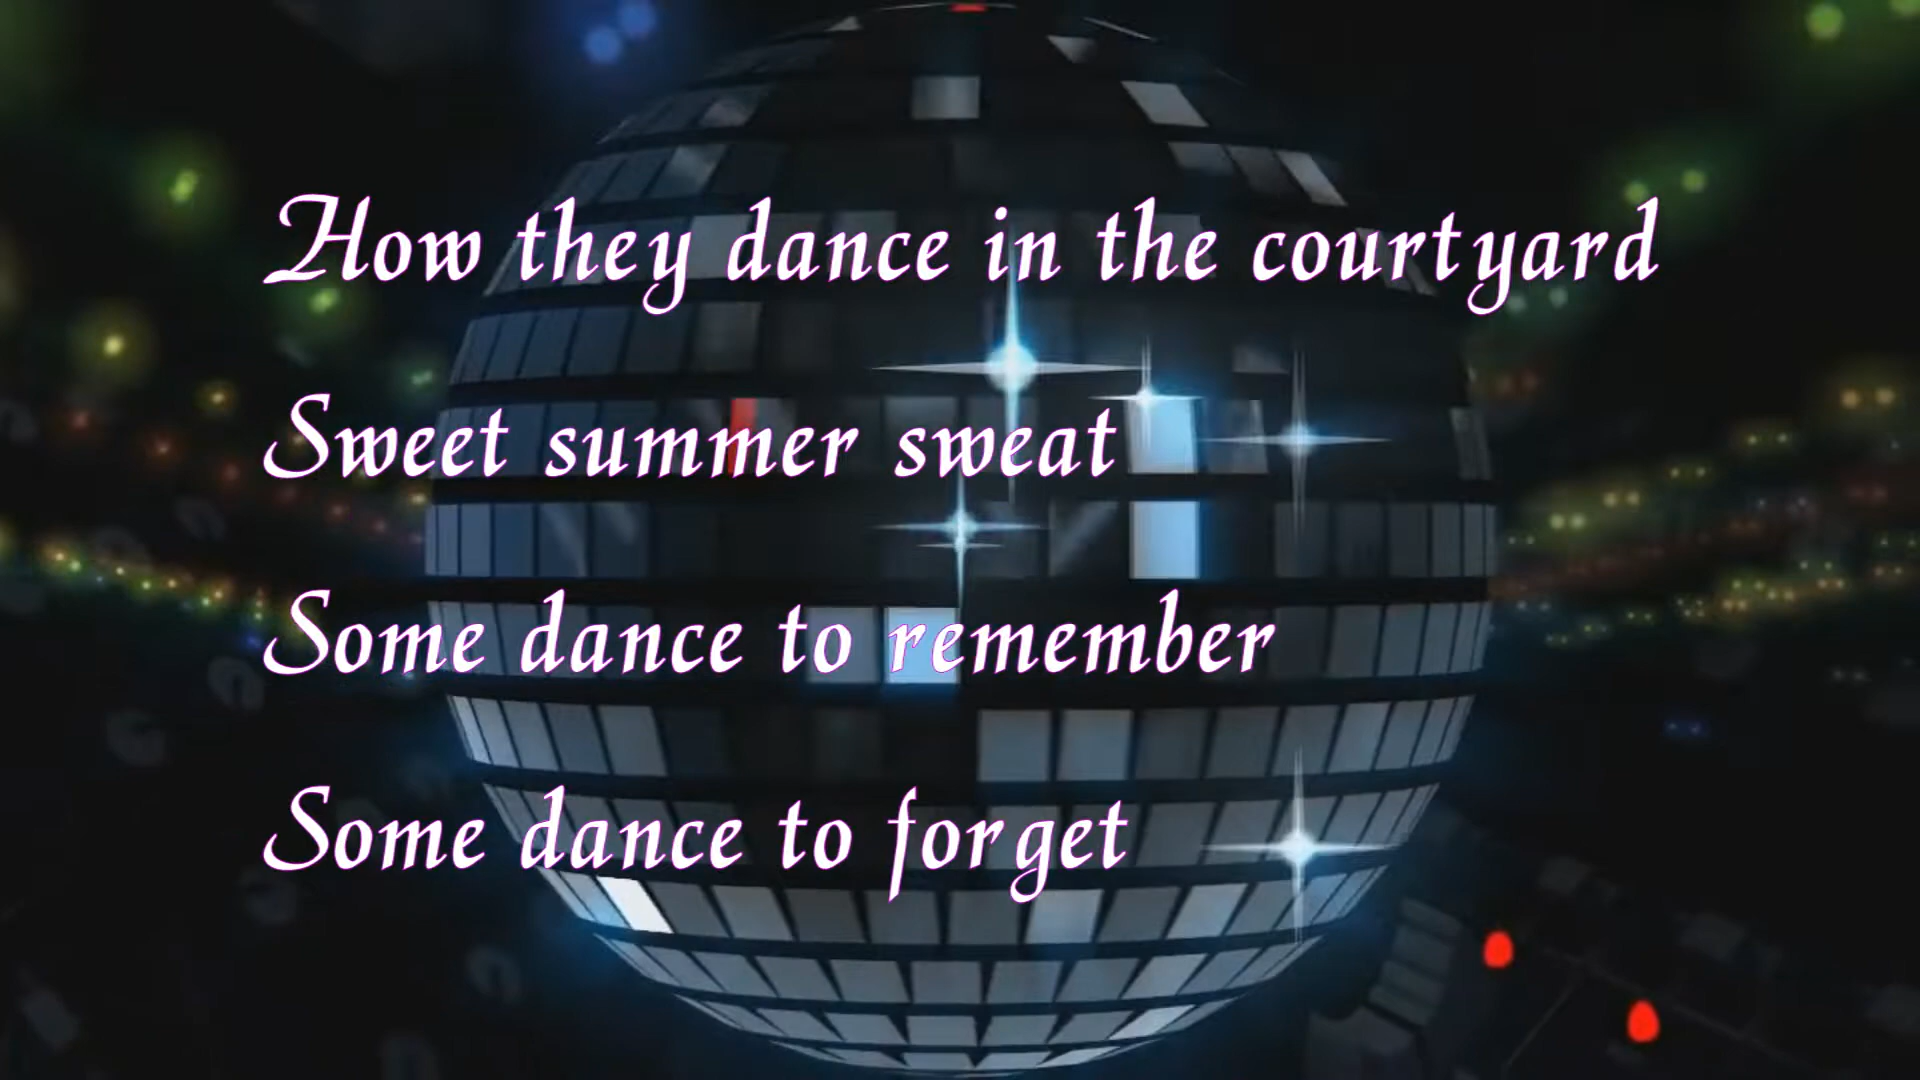 How they dance in the courtyard
Sweet summer sweat
Some dance to remember
Some dance to forget